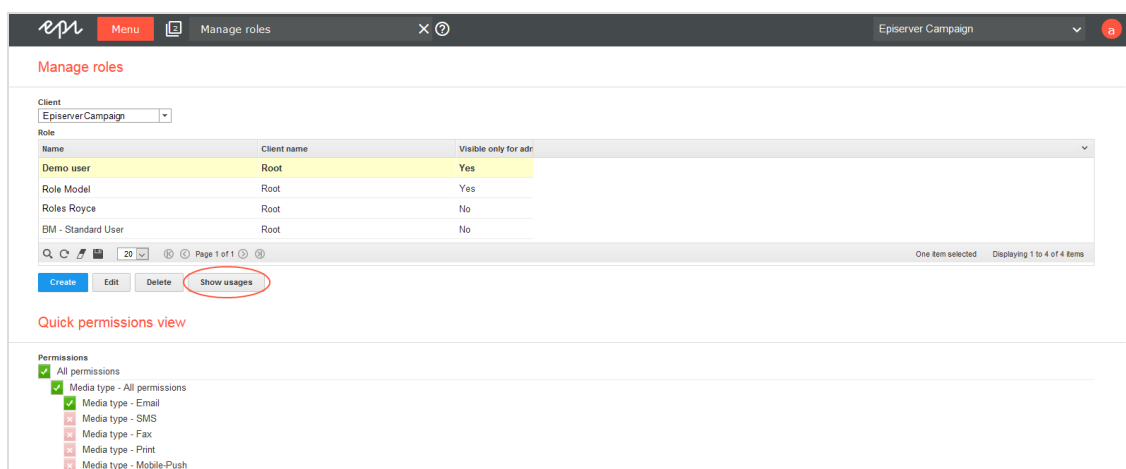 epi Menu 2 Manage roles Episerver Campaign a
Manage roles
Client
Episerver Campaign
Role
Name Client name Visible only for adm
Demo user Root Yes
Role Model Root Yes
Roles Royce Root No
BM - Standard User Root No
20 Page 1 of 1 One item selected Displaying 1 to 4 of 4 items
Create Edit Delete Show usages
Quick permissions view
Permissions
All permissions
Media type - All permissions
Media type - Email
Media type - SMS
Media type - Fax
Media type - Print
Media type - Mobile-Push